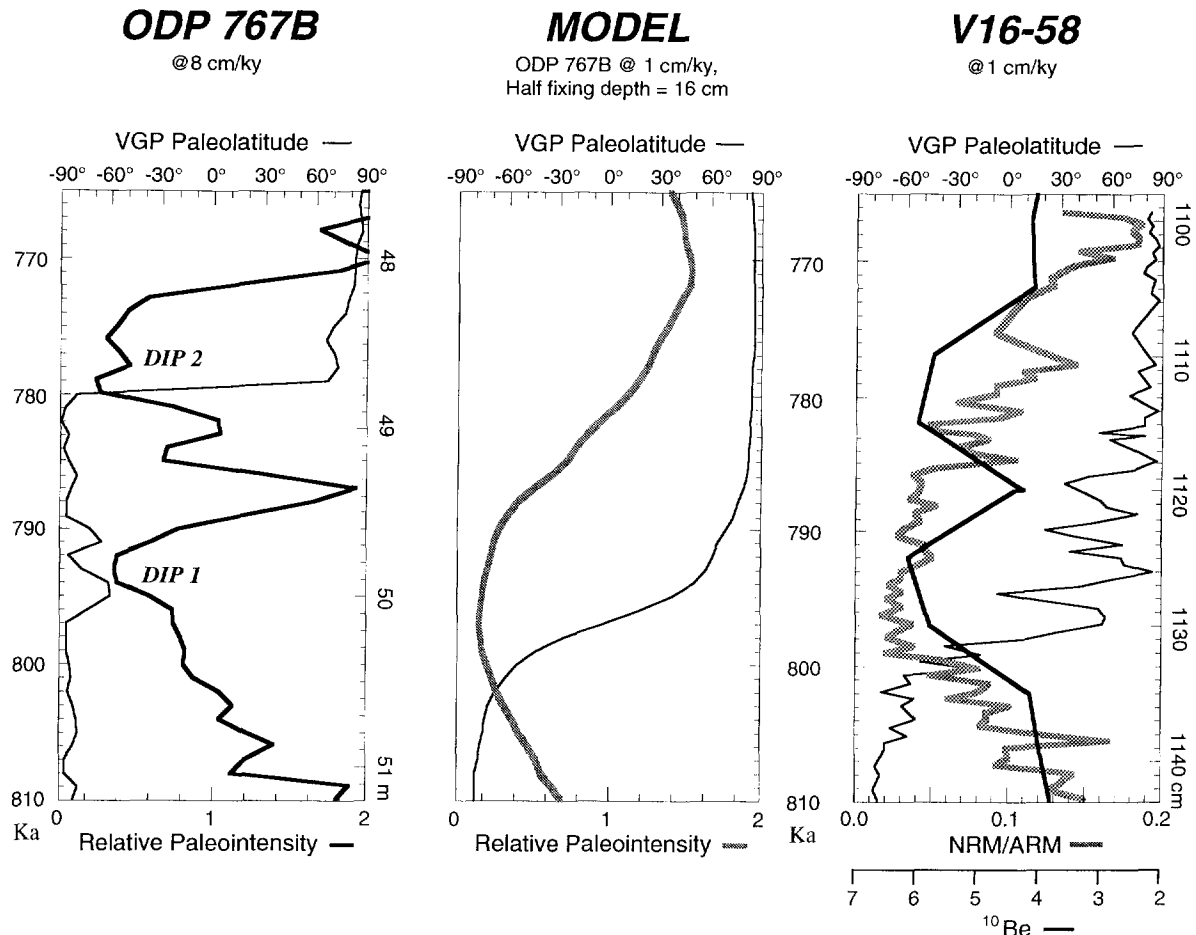 ODP 767B
@8 cm/ky
VGP Paleolatitude
-90° -60° -30° 0° 30° 60° 90°
770
780
790
800
810
Ka
48
49
50
51 m
DIP 2
DIP 1
0 1 2
Relative Paleointensity
MODEL
ODP 767B @ 1 cm/ky,
Half fixing depth = 16 cm
VGP Paleolatitude
-90° -60° -30° 0° 30° 60° 90°
0 1 2
Relative Paleointensity
V16-58
@1 cm/ky
VGP Paleolatitude
-90° -60° -30° 0° 30° 60° 90°
770
780
790
800
810
Ka
1100
1110
1120
1130
1140 cm
0.0 0.1 0.2
NRM/ARM
7 6 5 4 3 2
¹⁰Be